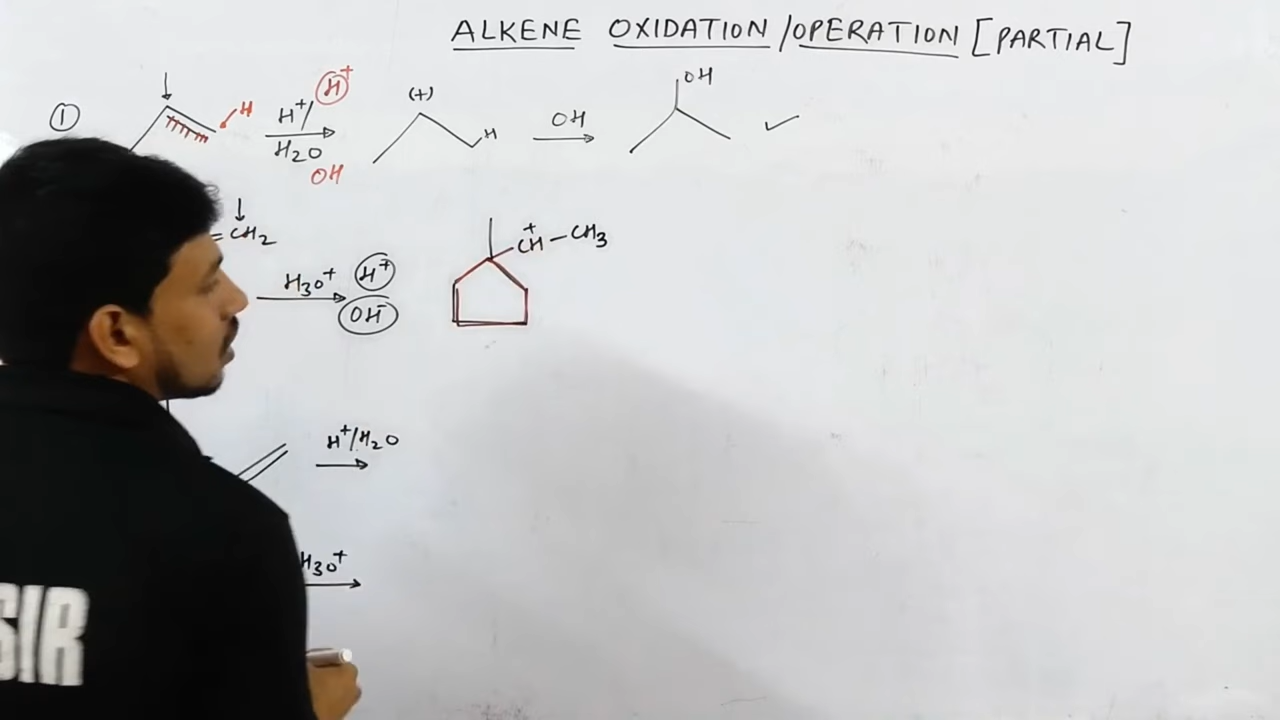 ALKENE OXIDATION /OPERATION [PARTIAL]
① H H⁺/ H⁺ (+) H OH OH ✓
H₂O
OH
CH₂ H₃O⁺ H⁺ +CH–CH₃
OH⁻
H⁺/H₂O
H₃O⁺
SIR